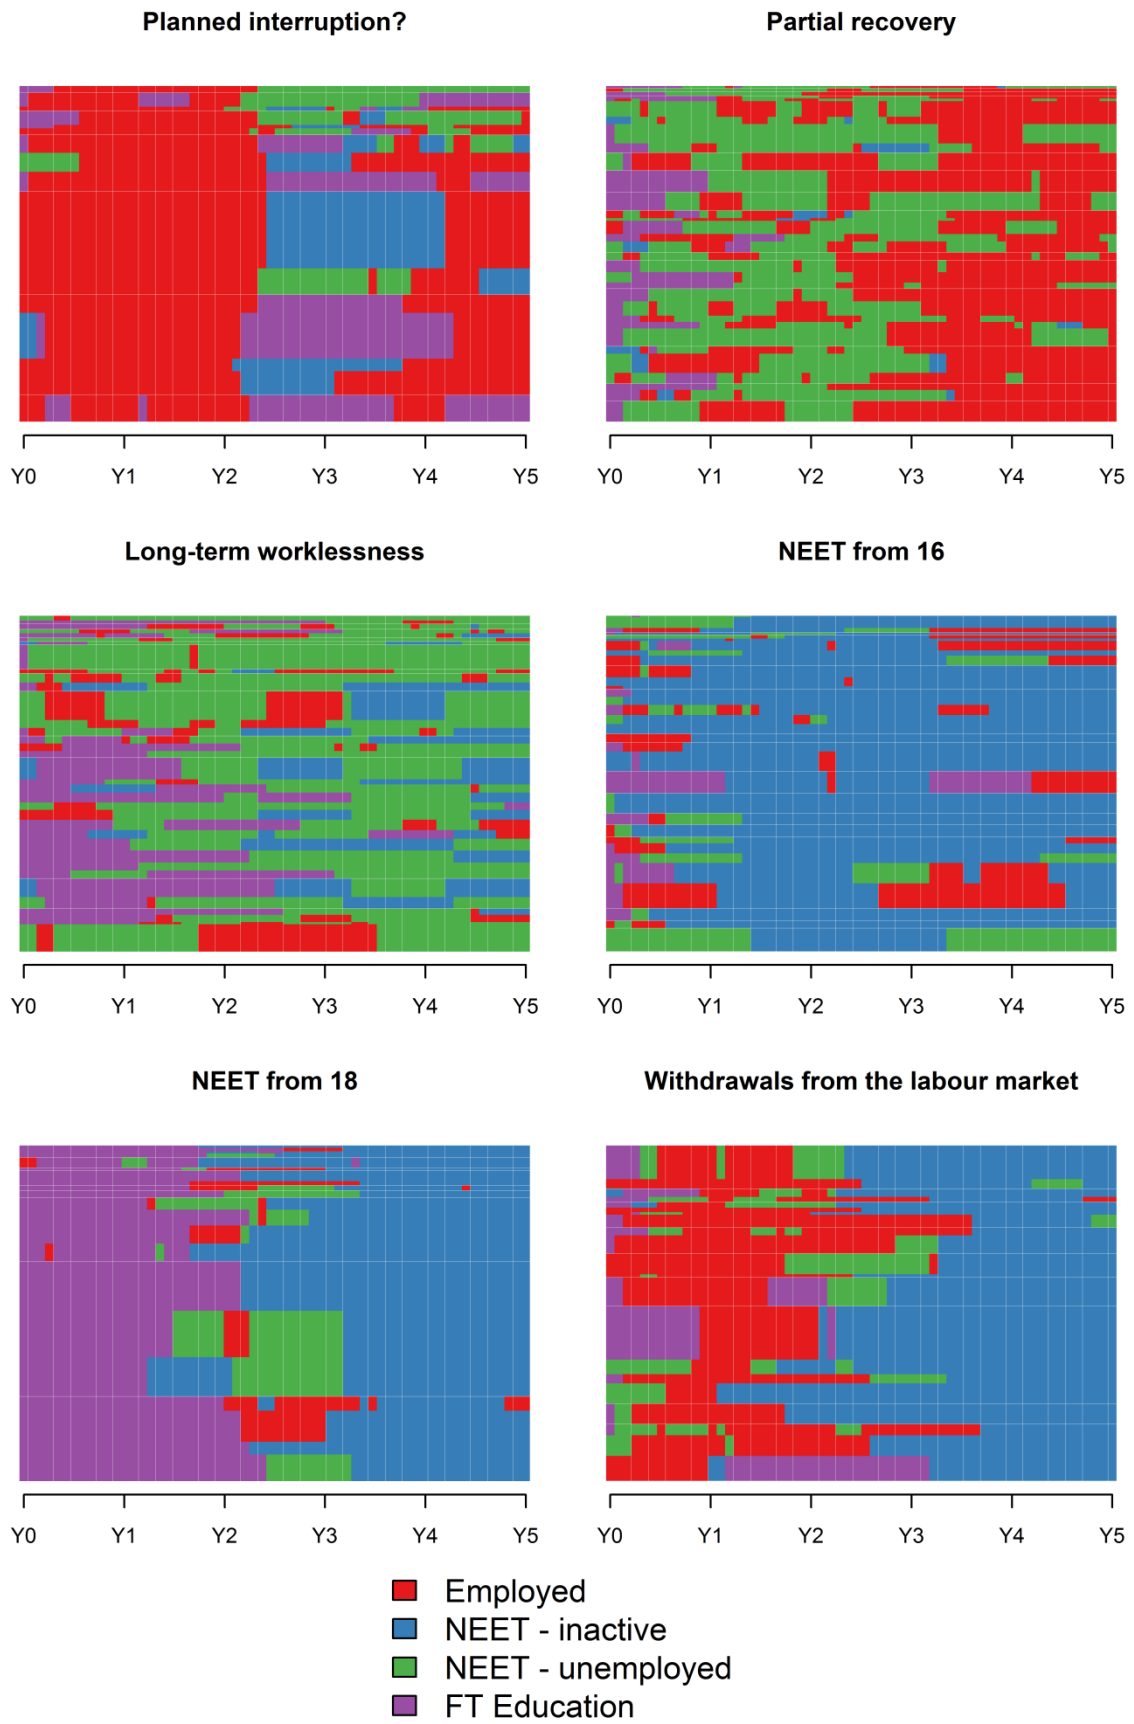 Planned interruption?
Partial recovery
Y0 Y1 Y2 Y3 Y4 Y5
Y0 Y1 Y2 Y3 Y4 Y5
Long-term worklessness
NEET from 16
Y0 Y1 Y2 Y3 Y4 Y5
Y0 Y1 Y2 Y3 Y4 Y5
NEET from 18
Withdrawals from the labour market
Y0 Y1 Y2 Y3 Y4 Y5
Y0 Y1 Y2 Y3 Y4 Y5
Employed
NEET - inactive
NEET - unemployed
FT Education